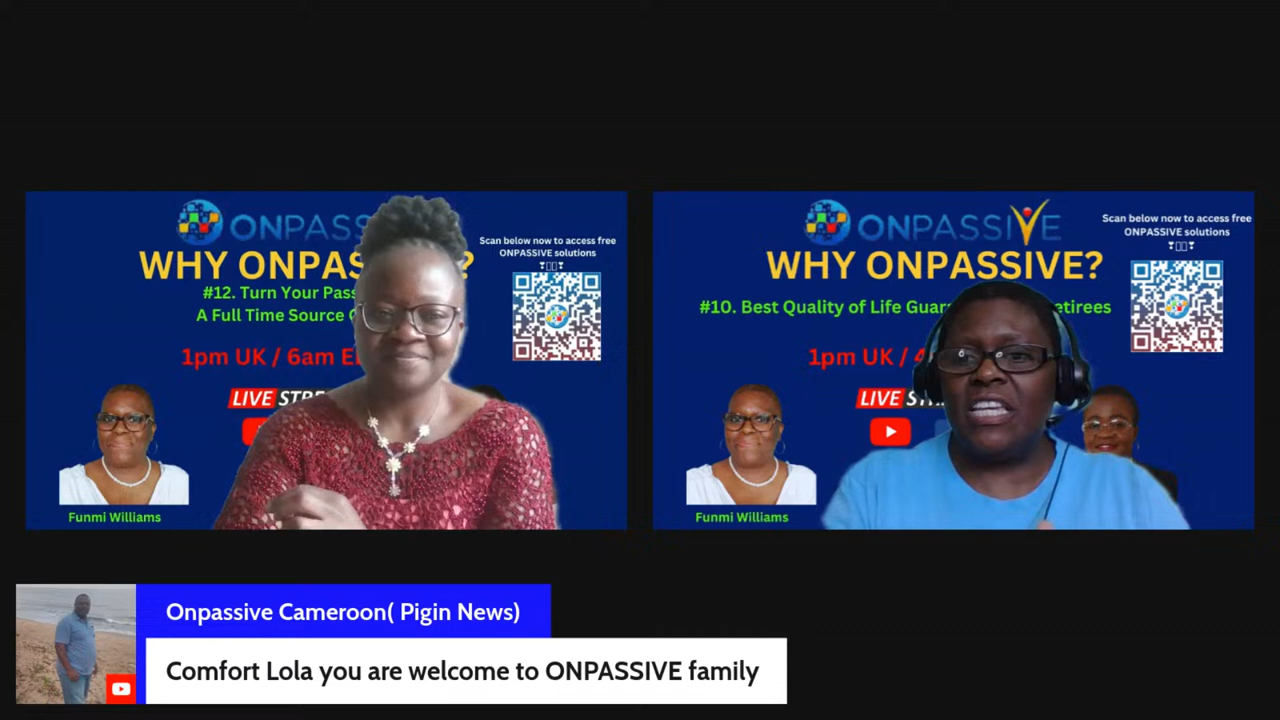 ONPASS
WHY ONPAS ?
#12. Turn Your Pass
A Full Time Source
1pm UK / 6am E
LIVE STRE
Funmi Williams
Scan below now to access free
ONPASSIVE solutions
ONPASSIVE
WHY ONPASSIVE?
#10. Best Quality of Life Guar etirees
1pm UK / 4
LIVE STR
Funmi Williams
Scan below now to access free
ONPASSIVE solutions
Onpassive Cameroon( Pigin News)
Comfort Lola you are welcome to ONPASSIVE family